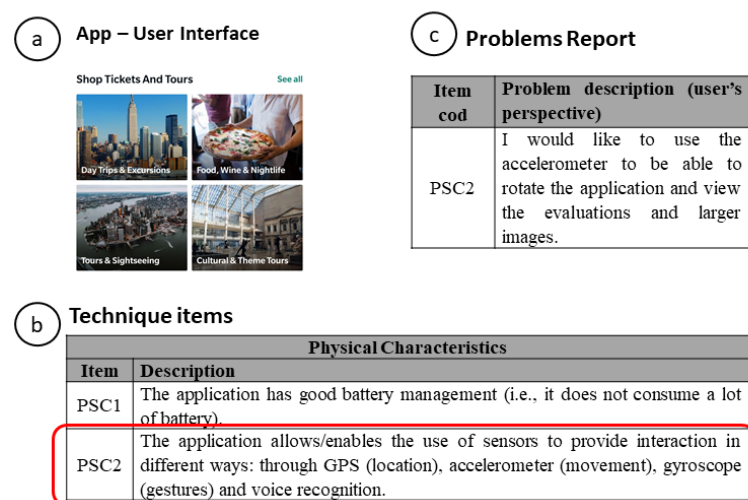 a
App – User Interface
Shop Tickets And Tours
See all
Day Trips & Excursions
Food, Wine & Nightlife
Tours & Sightseeing
Cultural & Theme Tours
c
Problems Report
Item cod
Problem description (user's
perspective)
PSC2
I would like to use the
accelerometer to be able to
rotate the application and view
the evaluations and larger
images.
b
Technique items
Physical Characteristics
Item
Description
PSC1
The application has good battery management (i.e., it does not consume a lot
of battery).
PSC2
The application allows/enables the use of sensors to provide interaction in
different ways: through GPS (location), accelerometer (movement), gyroscope
(gestures) and voice recognition.